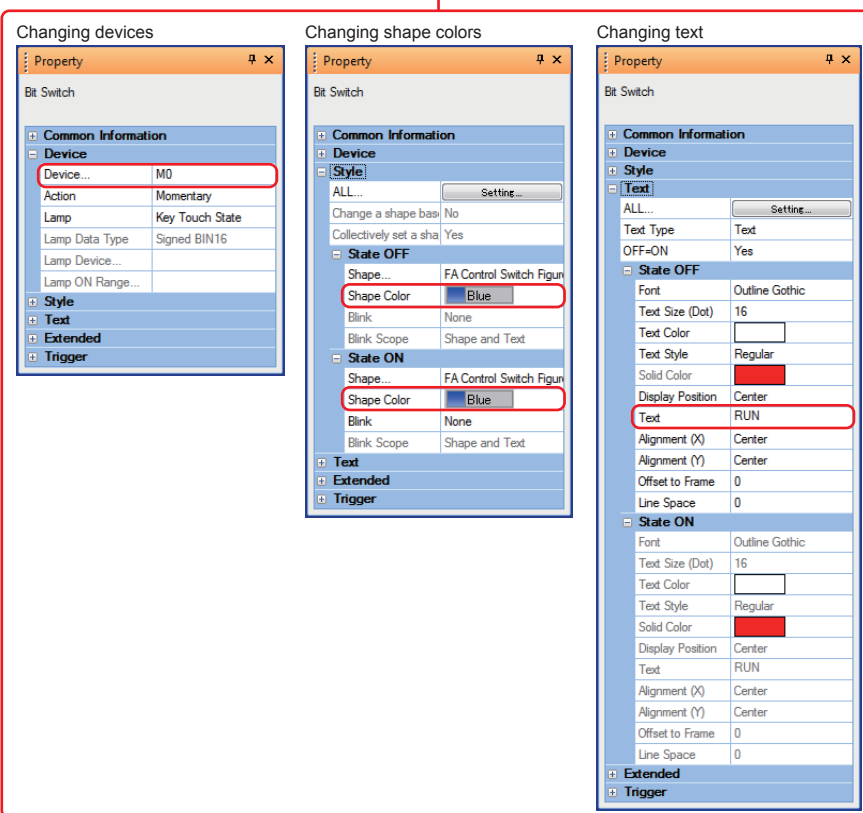 Changing devices
Property
Bit Switch
Common Information
Device
Device... M0
Action Momentary
Lamp Key Touch State
Lamp Data Type Signed BIN16
Lamp Device...
Lamp ON Range...
Style
Text
Extended
Trigger
Changing shape colors
Property
Bit Switch
Common Information
Device
Style
ALL... Setting...
Change a shape bas No
Collectively set a sha Yes
State OFF
Shape... FA Control Switch Figur
Shape Color Blue
Blink None
Blink Scope Shape and Text
State ON
Shape... FA Control Switch Figur
Shape Color Blue
Blink None
Blink Scope Shape and Text
Text
Extended
Trigger
Changing text
Property
Bit Switch
Common Information
Device
Style
Text
ALL... Setting...
Text Type Text
OFF=ON Yes
State OFF
Font Outline Gothic
Text Size (Dot) 16
Text Color
Text Style Regular
Solid Color
Display Position Center
Text RUN
Alignment (X) Center
Alignment (Y) Center
Offset to Frame 0
Line Space 0
State ON
Font Outline Gothic
Text Size (Dot) 16
Text Color
Text Style Regular
Solid Color
Display Position Center
Text RUN
Alignment (X) Center
Alignment (Y) Center
Offset to Frame 0
Line Space 0
Extended
Trigger